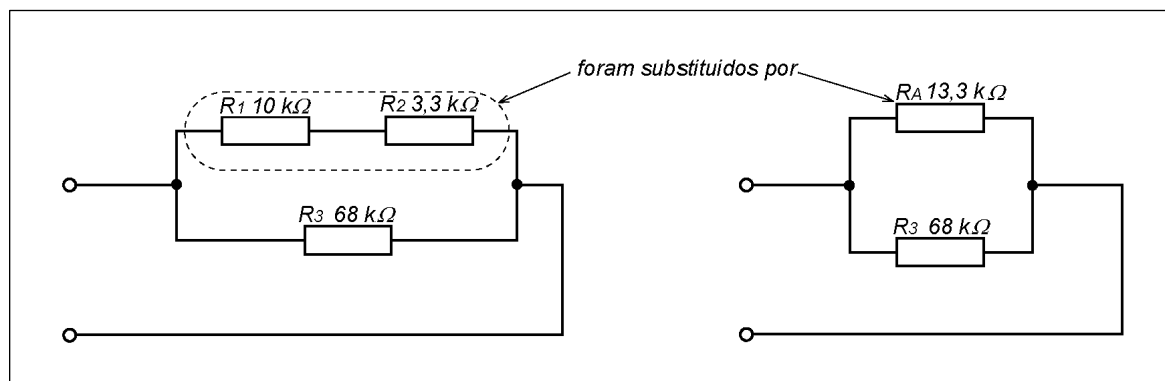 foram substituidos por
R1 10 kΩ
R2 3,3 kΩ
RA 13,3 kΩ
R3 68 kΩ
R3 68 kΩ